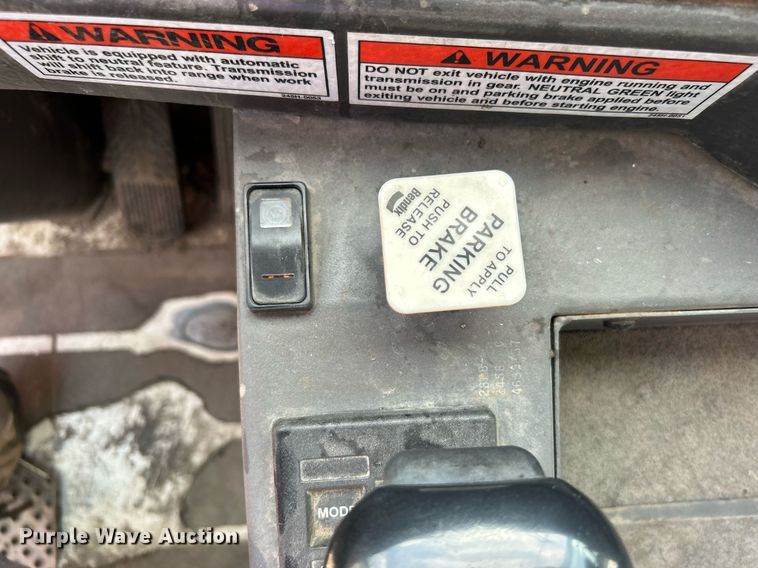 WARNING
Vehicle is equipped with automatic
shift to neutral feature. Transmission
will shift back into range when work
brake is released.
WARNING
DO NOT exit vehicle with engine running and
transmission in gear. NEUTRAL GREEN light
must be on and parking brake applied before
exiting vehicle and before starting engine.
PULL
TO APPLY
PARKING
BRAKE
PUSH TO
RELEASE
Bendix
MODE
Purple Wave Auction